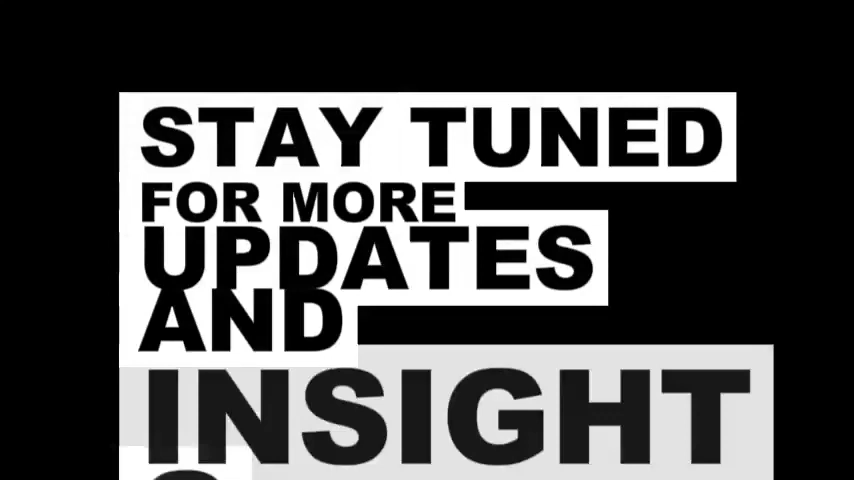 STAY TUNED
FOR MORE
UPDATES
AND
INSIGHT